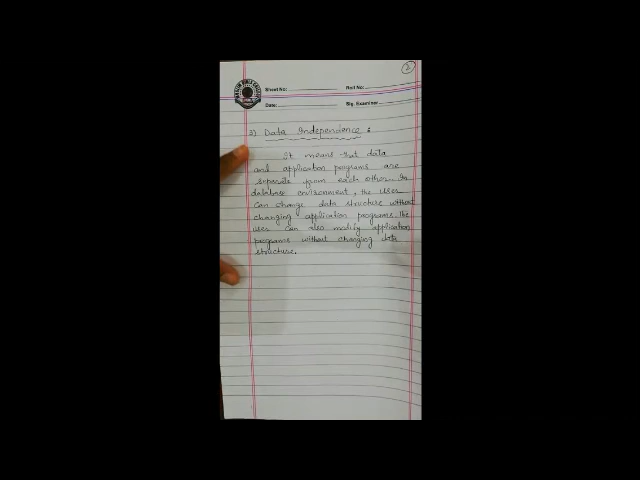 2
Sheet No: Roll No:
Date: Sig. Examiner
3) Data Independence :
It means that data
and application programs are
separate from each other. In
database environment, the user
can change data structure without
changing application programs. The
user can also modify application
programs without changing data
structure.